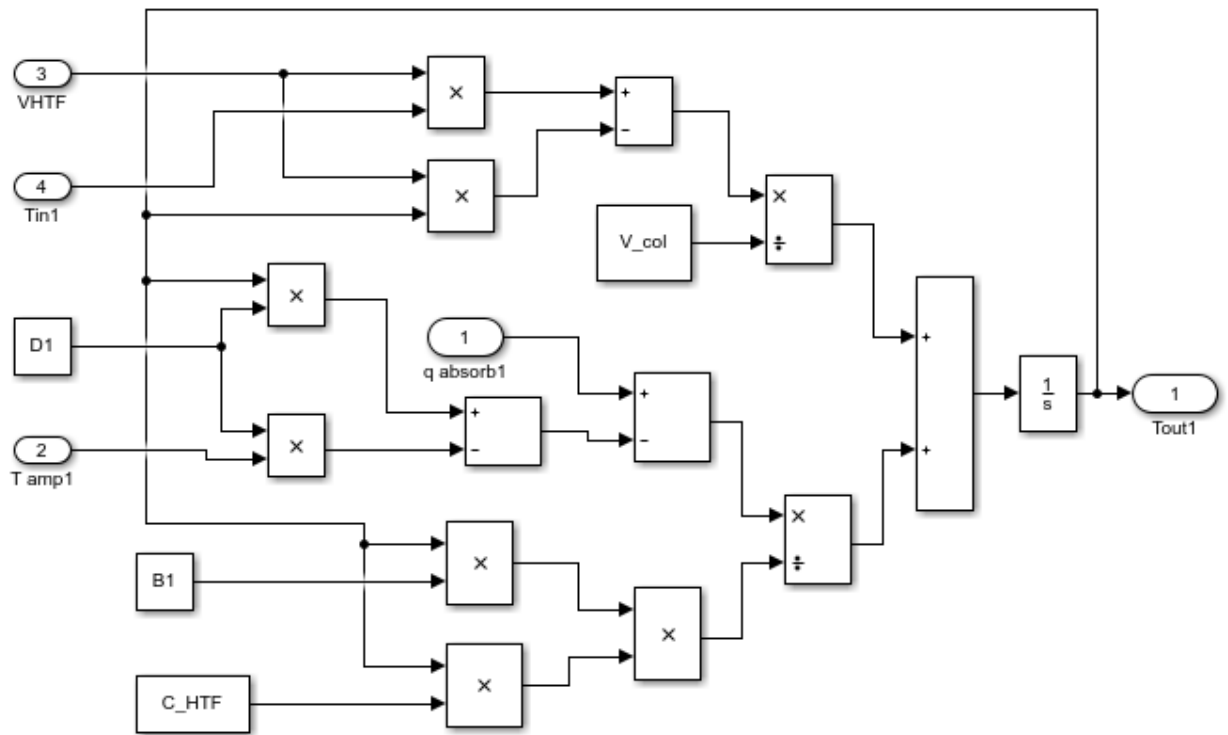 3
VHTF
×
+
−
4
Tin1
×
×
÷
V_col
×
D1
1
q absorb1
+
+
−
+
−
1
s
1
Tout1
2
T amp1
×
+
×
÷
B1
×
×
C_HTF
×